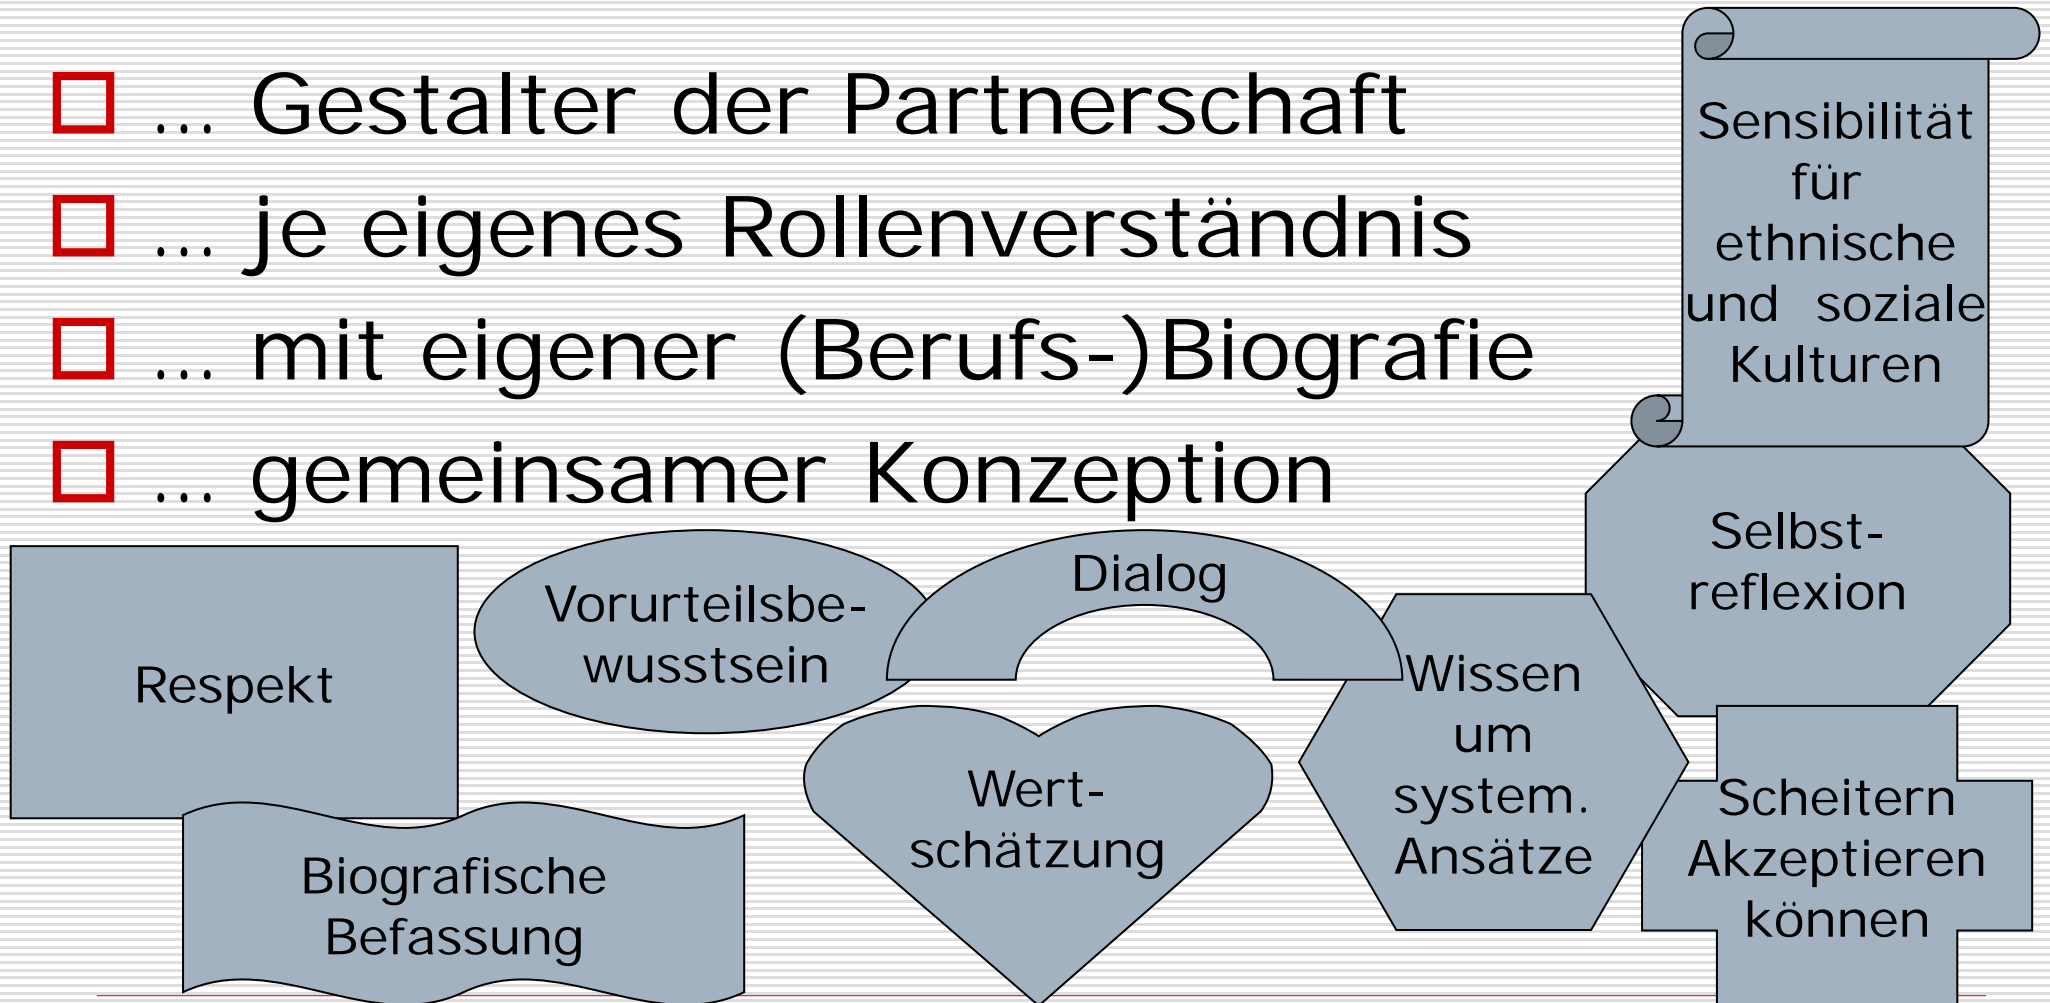 … Gestalter der Partnerschaft
… je eigenes Rollenverständnis
… mit eigener (Berufs-)Biografie
… gemeinsamer Konzeption
Sensibilität
für
ethnische
und soziale
Kulturen
Selbst-
reflexion
Respekt
Vorurteilsbe-
wusstsein
Dialog
Wissen
um
system.
Ansätze
Wert-
schätzung
Scheitern
Akzeptieren
können
Biografische
Befassung